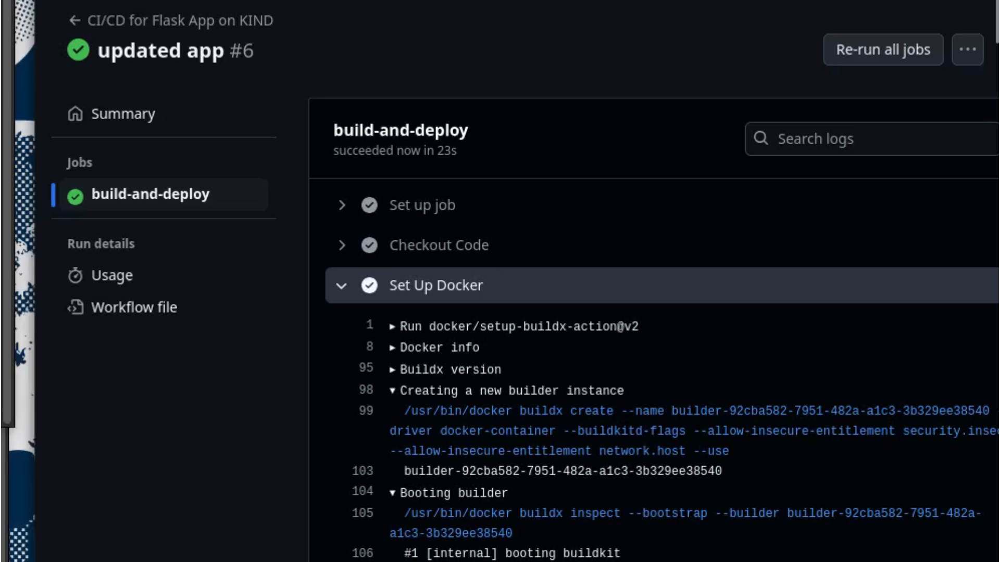 ← CI/CD for Flask App on KIND
updated app #6
Re-run all jobs
Summary
Jobs
build-and-deploy
Run details
Usage
Workflow file
build-and-deploy
succeeded now in 23s
Search logs
Set up job
Checkout Code
Set Up Docker
1 ▸ Run docker/setup-buildx-action@v2
8 ▸ Docker info
95 ▸ Buildx version
98 ▾ Creating a new builder instance
99 /usr/bin/docker buildx create --name builder-92cba582-7951-482a-a1c3-3b329ee38540
driver docker-container --buildkitd-flags --allow-insecure-entitlement security.insec
--allow-insecure-entitlement network.host --use
103 builder-92cba582-7951-482a-a1c3-3b329ee38540
104 ▾ Booting builder
105 /usr/bin/docker buildx inspect --bootstrap --builder builder-92cba582-7951-482a-
a1c3-3b329ee38540
106 #1 [internal] booting buildkit